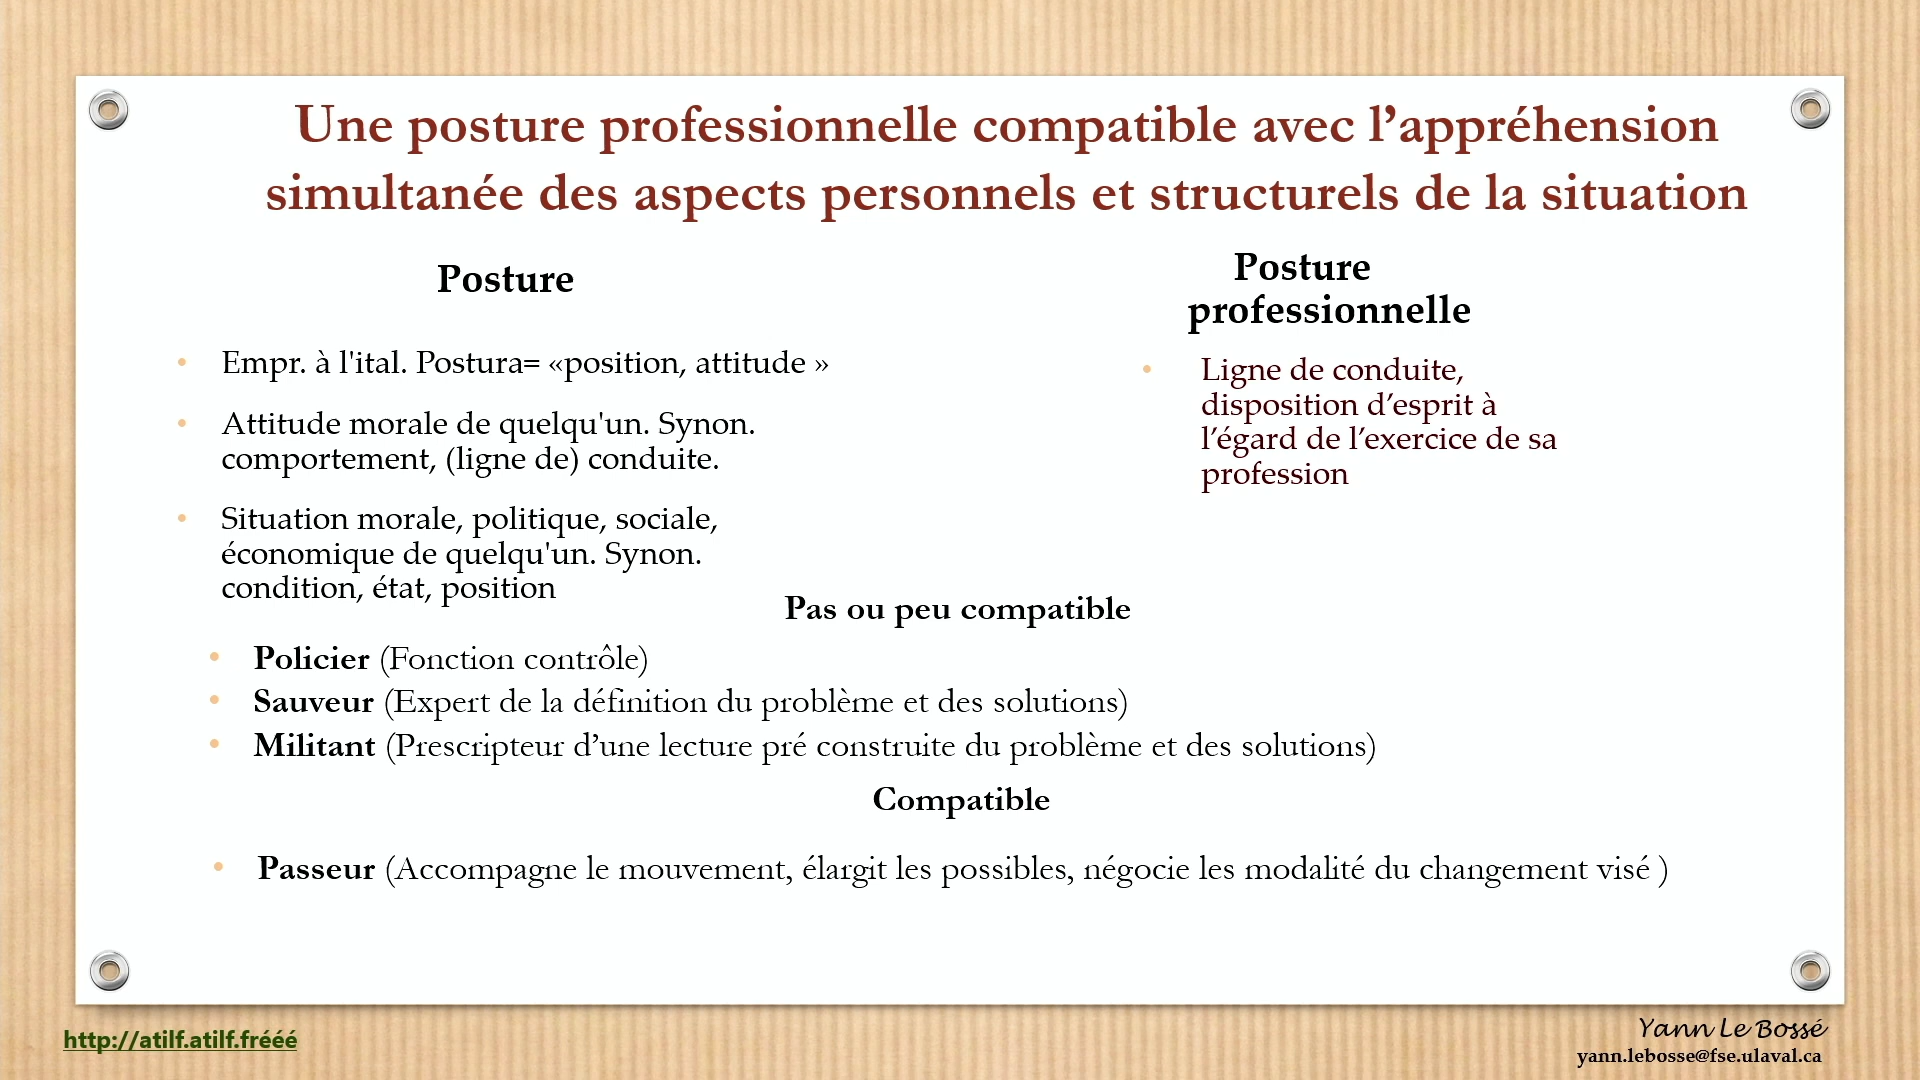 Une posture professionnelle compatible avec l’appréhension
simultanée des aspects personnels et structurels de la situation
Posture
Empr. à l'ital. Postura= «position, attitude »
Attitude morale de quelqu'un. Synon.
comportement, (ligne de) conduite.
Situation morale, politique, sociale,
économique de quelqu'un. Synon.
condition, état, position
Posture
professionnelle
Ligne de conduite,
disposition d’esprit à
l’égard de l’exercice de sa
profession
Pas ou peu compatible
Policier (Fonction contrôle)
Sauveur (Expert de la définition du problème et des solutions)
Militant (Prescripteur d’une lecture pré construite du problème et des solutions)
Compatible
Passeur (Accompagne le mouvement, élargit les possibles, négocie les modalité du changement visé )
http://atilf.atilf.frééé
Yann Le Bossé
yann.lebosse@fse.ulaval.ca